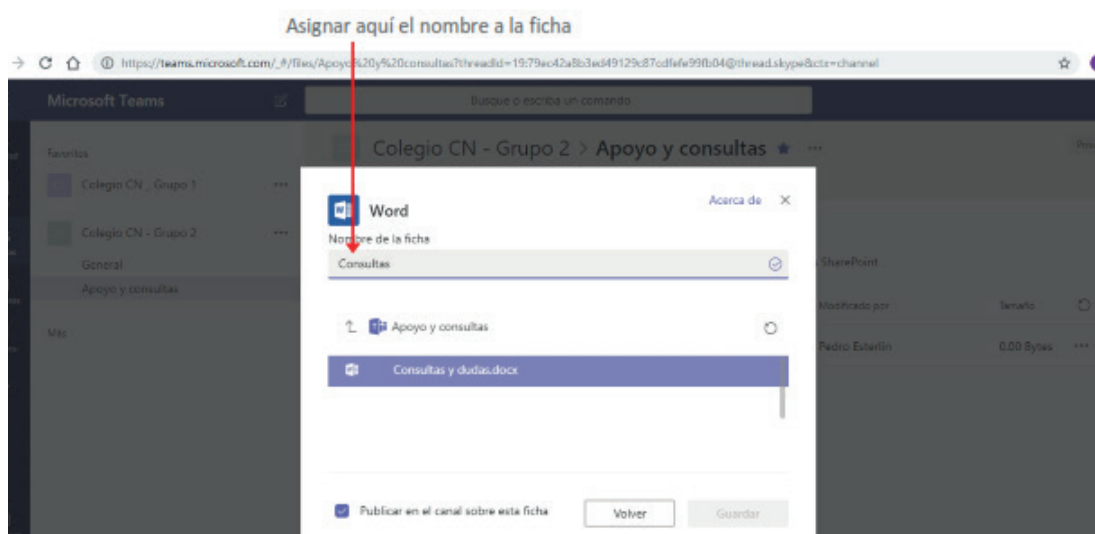 Asignar aquí el nombre a la ficha
https://teams.microsoft.com/_#/files/Apoyo%20y%20consultas?threadId=19:79ec42a8b3ed49129c87cdfefe99fb04@thread.skype&ctx=channel
Microsoft Teams
Busque o escriba un comando
Favoritos
Colegio CN - Grupo 2 > Apoyo y consultas
Colegio CN _ Grupo 1
Word
Acerca de
Nombre de la ficha
Colegio CN - Grupo 2
Consultas
General
SharePoint
Apoyo y consultas
Modificado por
Tamaño
Más
Apoyo y consultas
Pedro Esterlin
0.00 Bytes
Consultas y dudas.docx
Publicar en el canal sobre esta ficha
Volver
Guardar